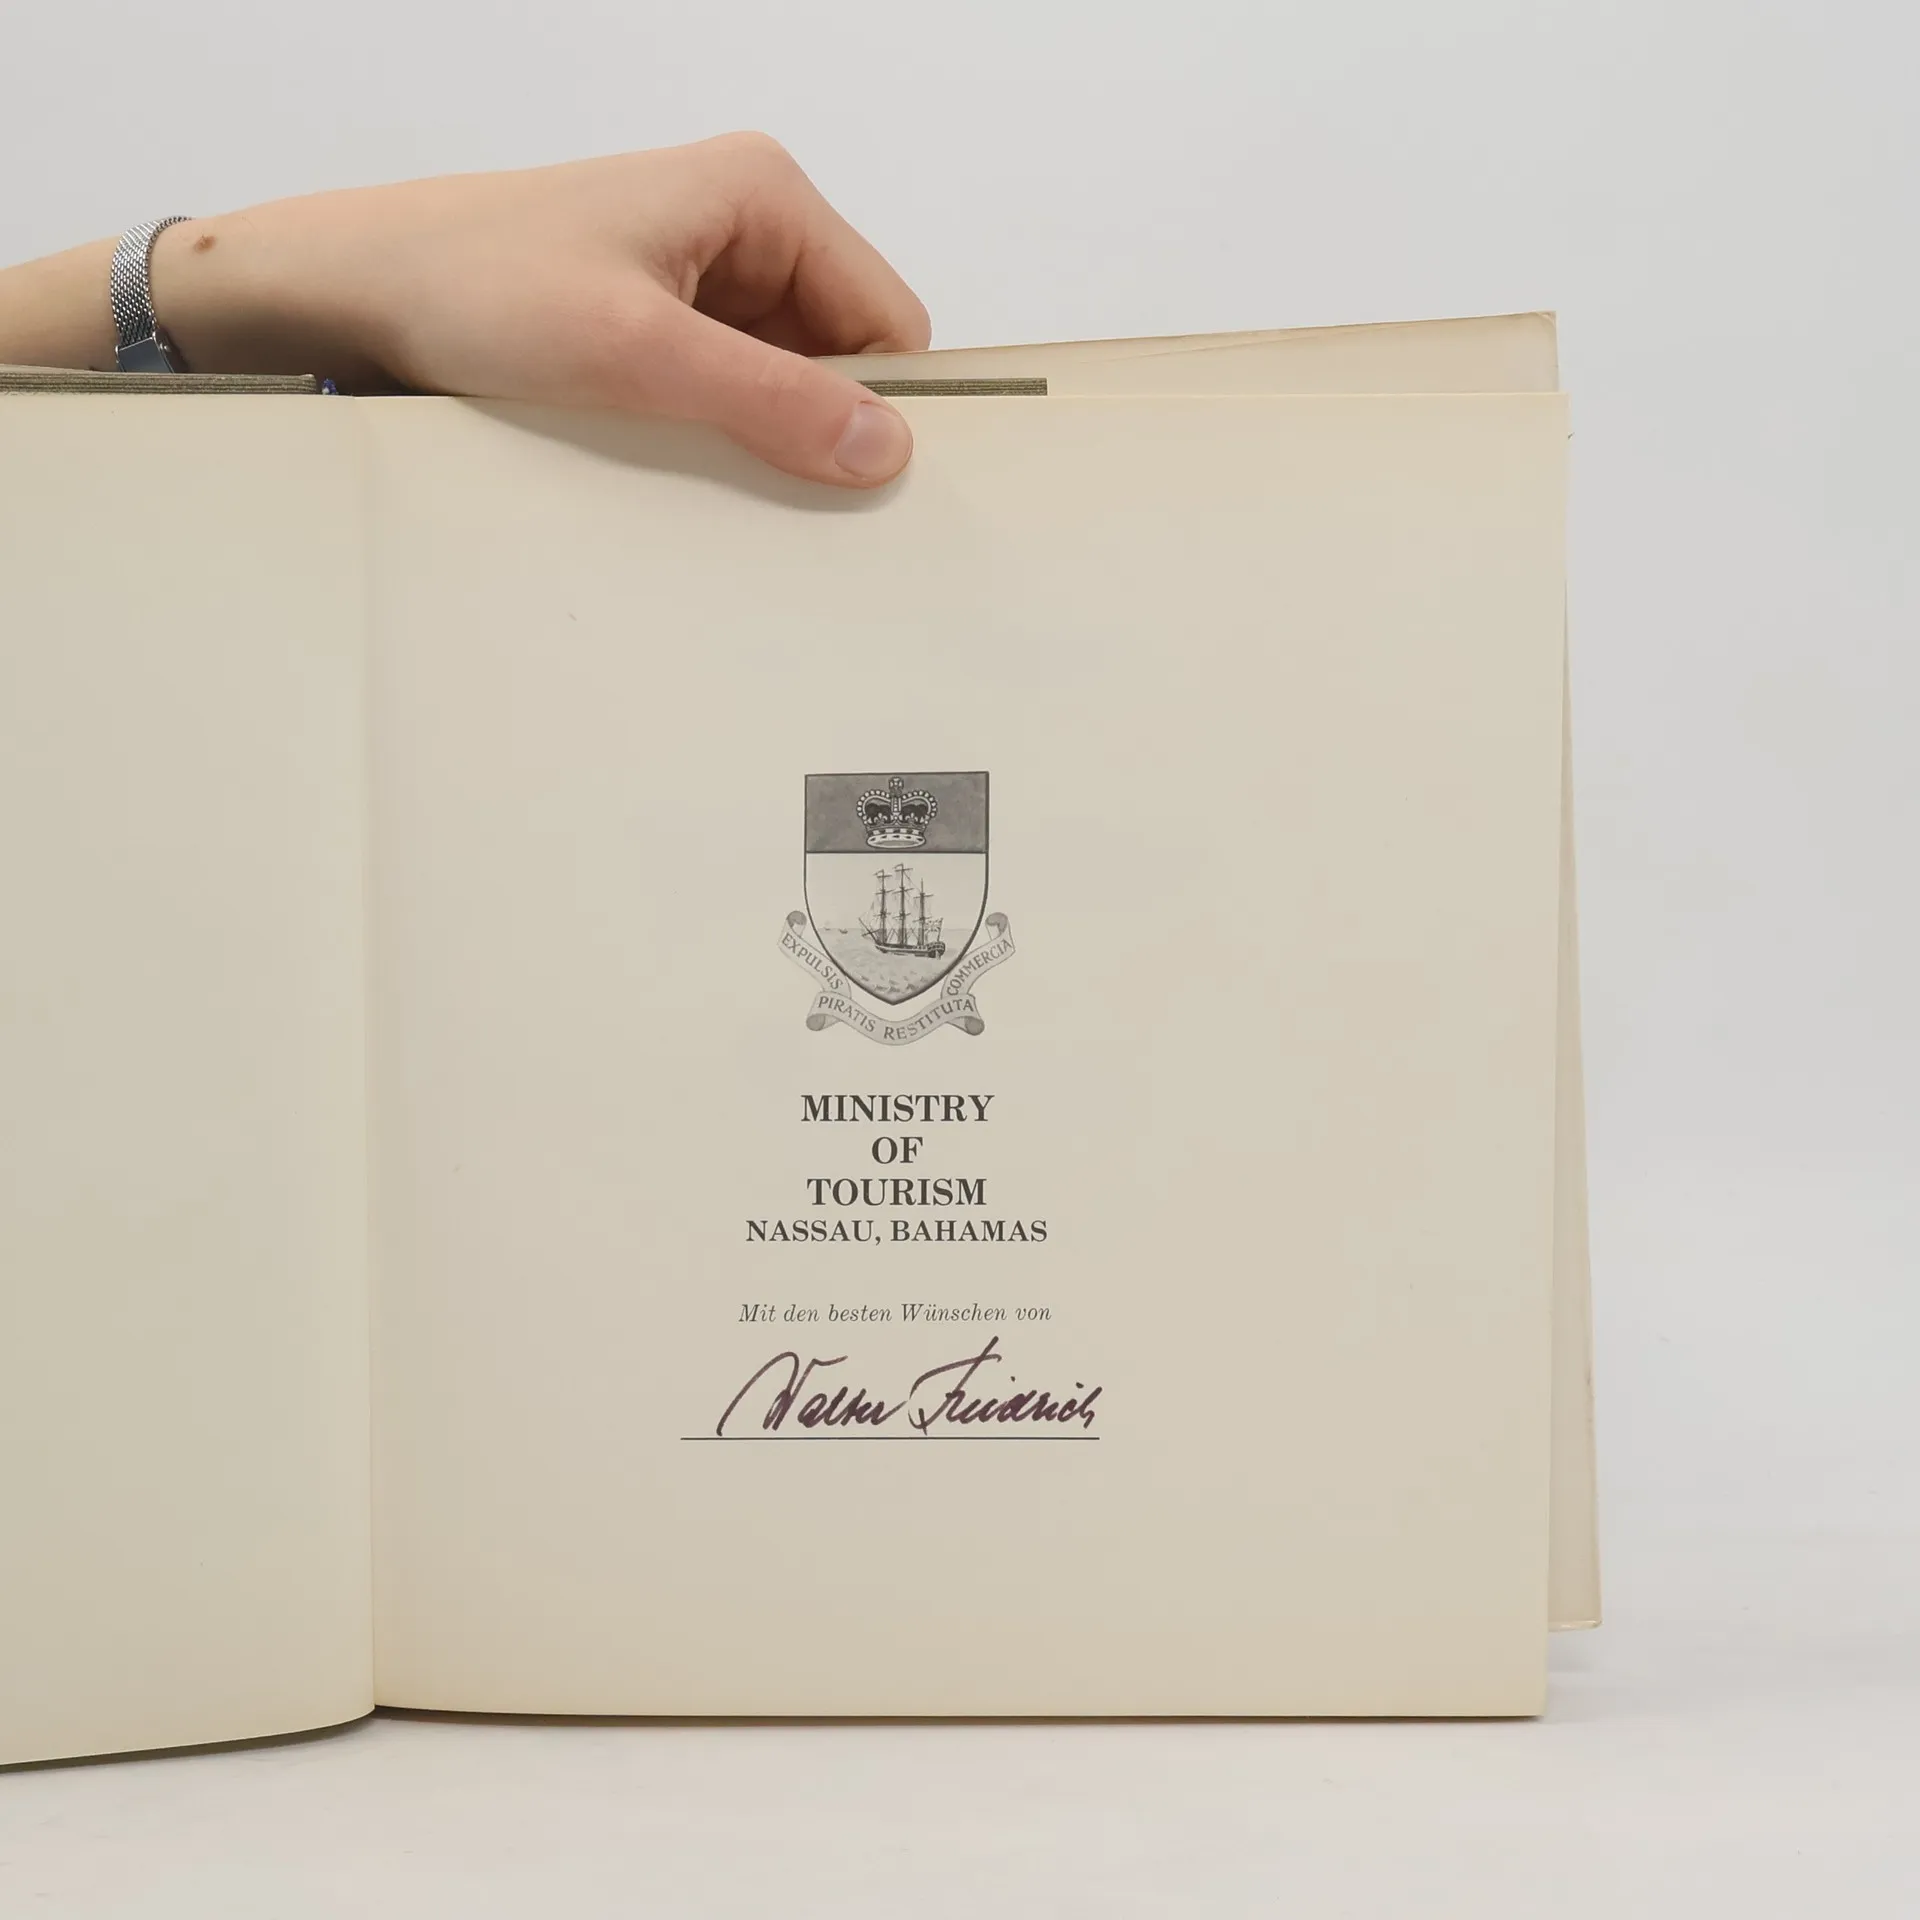 EXPULSIS PIRATIS RESTITUTA COMMERCIA
MINISTRY
OF
TOURISM
NASSAU, BAHAMAS
Mit den besten Wünschen von
Walter Friedrich